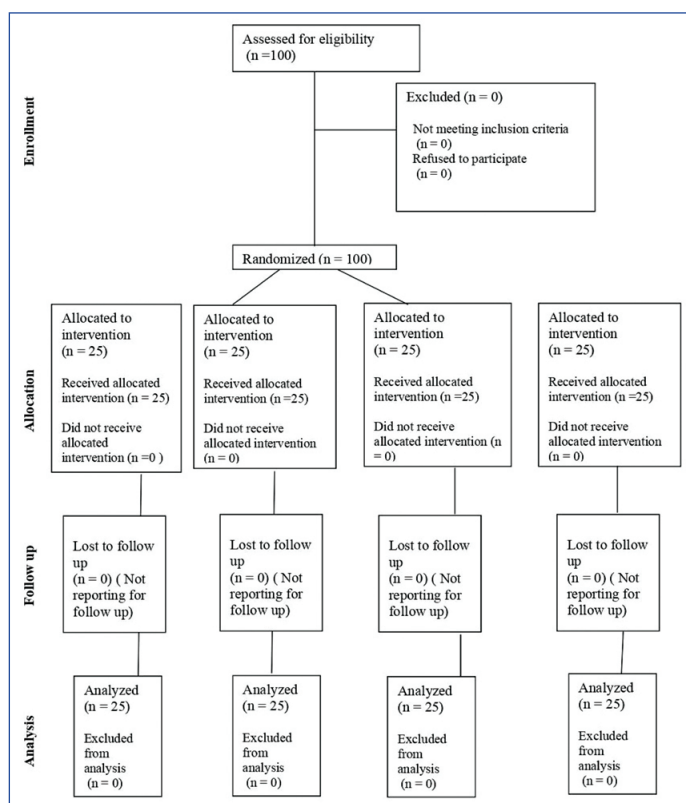 Assessed for eligibility
(n =100)
Enrollment
Excluded (n = 0)
Not meeting inclusion criteria
(n = 0)
Refused to participate
(n = 0)
Randomized (n = 100)
Allocation
Allocated to
intervention
(n = 25)
Received allocated
intervention (n = 25)
Did not receive
allocated
intervention (n =0 )
Allocated to
intervention
(n = 25)
Received allocated
intervention (n =25)
Did not receive
allocated intervention
(n = 0)
Allocated to
intervention
(n = 25)
Received allocated
intervention (n =25)
Did not receive
allocated intervention (n
= 0)
Allocated to
intervention
(n = 25)
Received allocated
intervention (n =25)
Did not receive
allocated intervention
(n = 0)
Follow up
Lost to follow
up
(n = 0) ( Not
reporting for
follow up)
Lost to follow
up
(n = 0) ( Not
reporting for
follow up)
Lost to follow
up
(n = 0) ( Not
reporting for
follow up)
Lost to follow
up
(n = 0) ( Not
reporting for
follow up)
Analysis
Analyzed
(n = 25)
Excluded
from
analysis
(n = 0)
Analyzed
(n = 25)
Excluded
from
analysis
(n = 0)
Analyzed
(n = 25)
Excluded
from
analysis
(n = 0)
Analyzed
(n = 25)
Excluded
from
analysis
(n = 0)